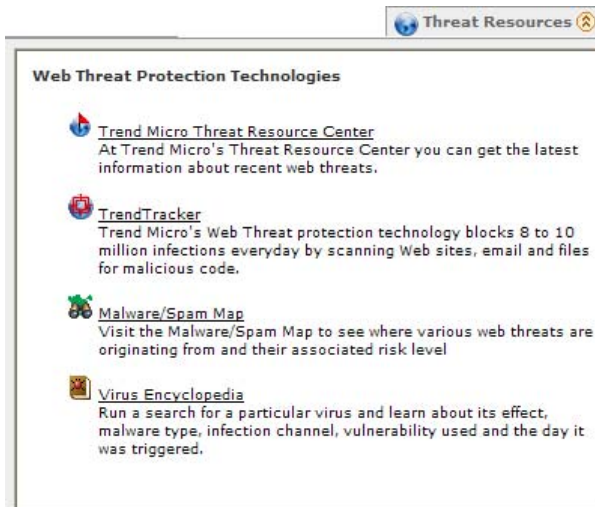 Threat Resources
Web Threat Protection Technologies
Trend Micro Threat Resource Center
At Trend Micro's Threat Resource Center you can get the latest
information about recent web threats.
TrendTracker
Trend Micro's Web Threat protection technology blocks 8 to 10
million infections everyday by scanning Web sites, email and files
for malicious code.
Malware/Spam Map
Visit the Malware/Spam Map to see where various web threats are
originating from and their associated risk level
Virus Encyclopedia
Run a search for a particular virus and learn about its effect,
malware type, infection channel, vulnerability used and the day it
was triggered.